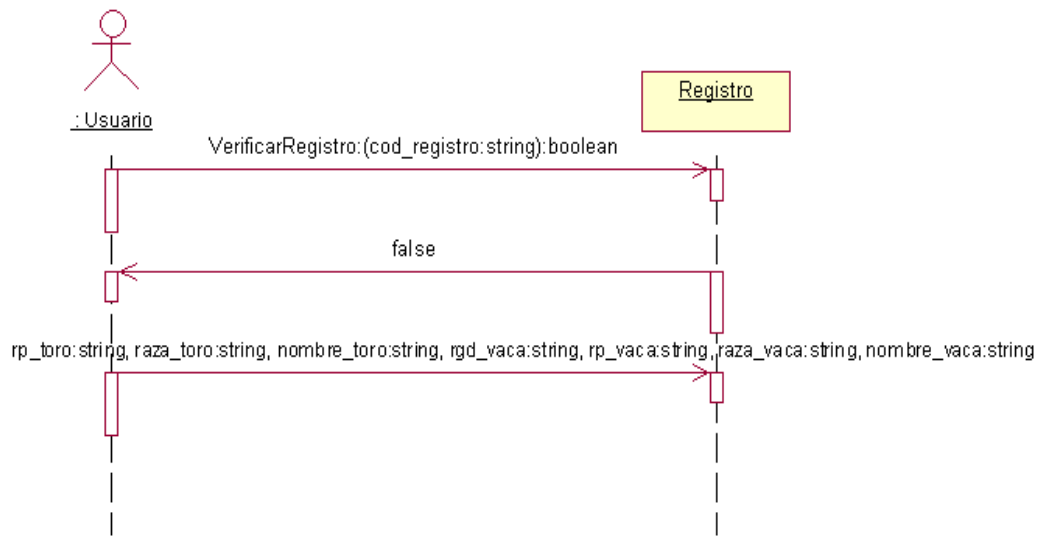 : Usuario
Registro
VerificarRegistro:(cod_registro:string):boolean
false
rp_toro:string, raza_toro:string, nombre_toro:string, rgd_vaca:string, rp_vaca:string, raza_vaca:string, nombre_vaca:string